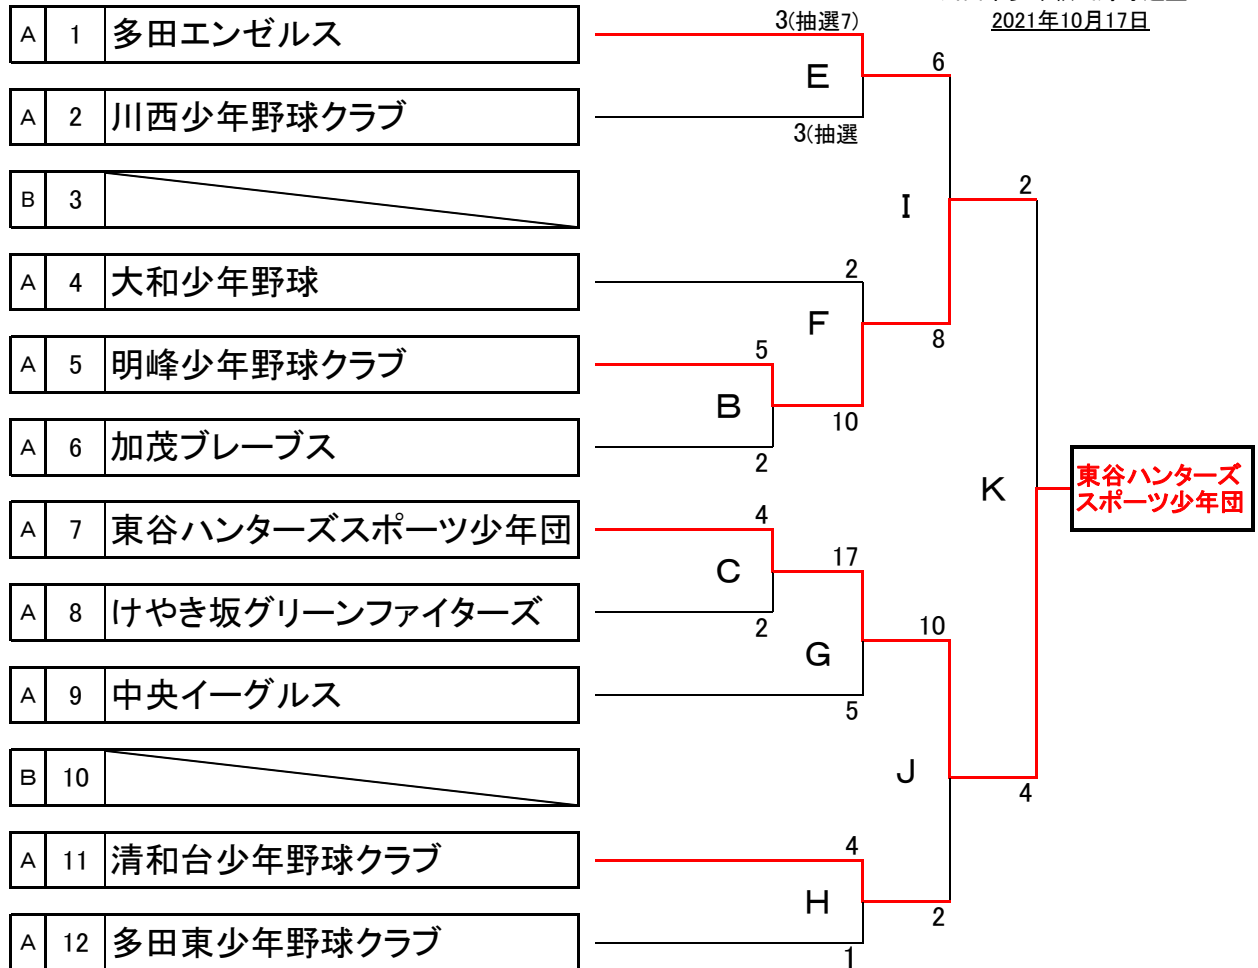 2021年10月17日
A 1 多田エンゼルス
3(抽選7)
6
E
A 2 川西少年野球クラブ
3(抽選
B 3
I
2
A 4 大和少年野球
2
F
8
A 5 明峰少年野球クラブ
5
B
10
A 6 加茂ブレーブス
2
K
東谷ハンターズ
スポーツ少年団
A 7 東谷ハンターズスポーツ少年団
4
C
17
A 8 けやき坂グリーンファイターズ
2
G
10
A 9 中央イーグルス
5
B 10
J
4
A 11 清和台少年野球クラブ
4
H
2
A 12 多田東少年野球クラブ
1